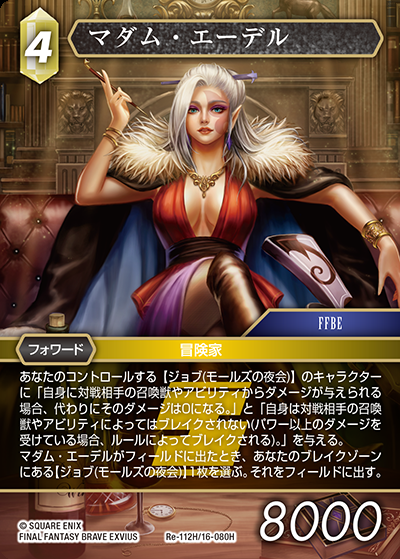 4
マダム・エーデル
FFBE
フォワード
冒険家
あなたのコントロールする【ジョブ(モールズの夜会)】のキャラクター
に「自身に対戦相手の召喚獣やアビリティからダメージが与えられる
場合、代わりにそのダメージは0になる。」と「自身は対戦相手の召喚
獣やアビリティによってはブレイクされない(パワー以上のダメージを
受けている場合、ルールによってブレイクされる)。」を与える。
マダム・エーデルがフィールドに出たとき、あなたのブレイクゾーン
にある【ジョブ(モールズの夜会)】1枚を選ぶ。それをフィールドに出す。
© SQUARE ENIX
FINAL FANTASY BRAVE EXVIUS
Re-112H/16-080H
8000